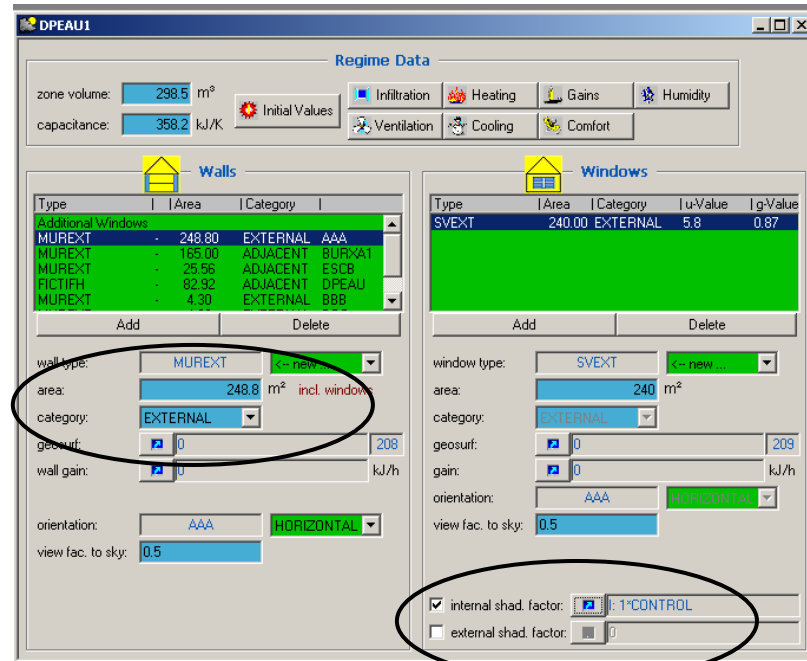 DPEAU1
Regime Data
zone volume: 298.5 m³
capacitance: 358.2 kJ/K
Initial Values
Infiltration Heating Gains Humidity
Ventilation Cooling Comfort
Walls
Type | | Area | Category |
Additional Windows
MUREXT - 248.80 EXTERNAL AAA
MUREXT - 165.00 ADJACENT BURXA1
MUREXT - 25.56 ADJACENT ESCB
FICTIFH - 82.92 ADJACENT DPEAU
MUREXT - 4.30 EXTERNAL BBB
Add Delete
wall type: MUREXT <-- new ...
area: 248.8 m² incl. windows
category: EXTERNAL
geosurf: 0 208
wall gain: 0 kJ/h
orientation: AAA HORIZONTAL
view fac. to sky: 0.5
Windows
Type | Area | Category | u-Value | g-Value
SVEXT 240.00 EXTERNAL 5.8 0.87
Add Delete
window type: SVEXT <-- new ...
area: 240 m²
category: EXTERNAL
geosurf: 0 209
gain: 0 kJ/h
orientation: AAA HORIZONTAL
view fac. to sky: 0.5
internal shad. factor: I: 1*CONTROL
external shad. factor: 0